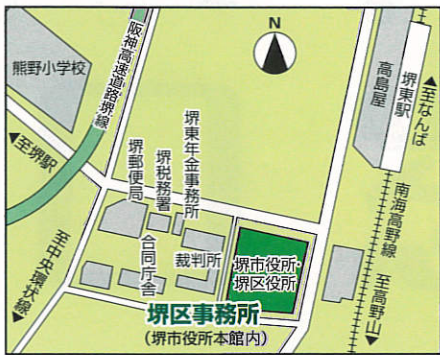 N
熊野小学校
阪神高速道路堺線
高島屋
堺東駅
▲至なんば
▲至堺駅
堺郵便局
堺税務署
堺東年金事務所
南海高野線
至中央環状線▼
合同庁舎
裁判所
堺市役所・
堺区役所
至高野山▼
堺区事務所
(堺市役所本館内)